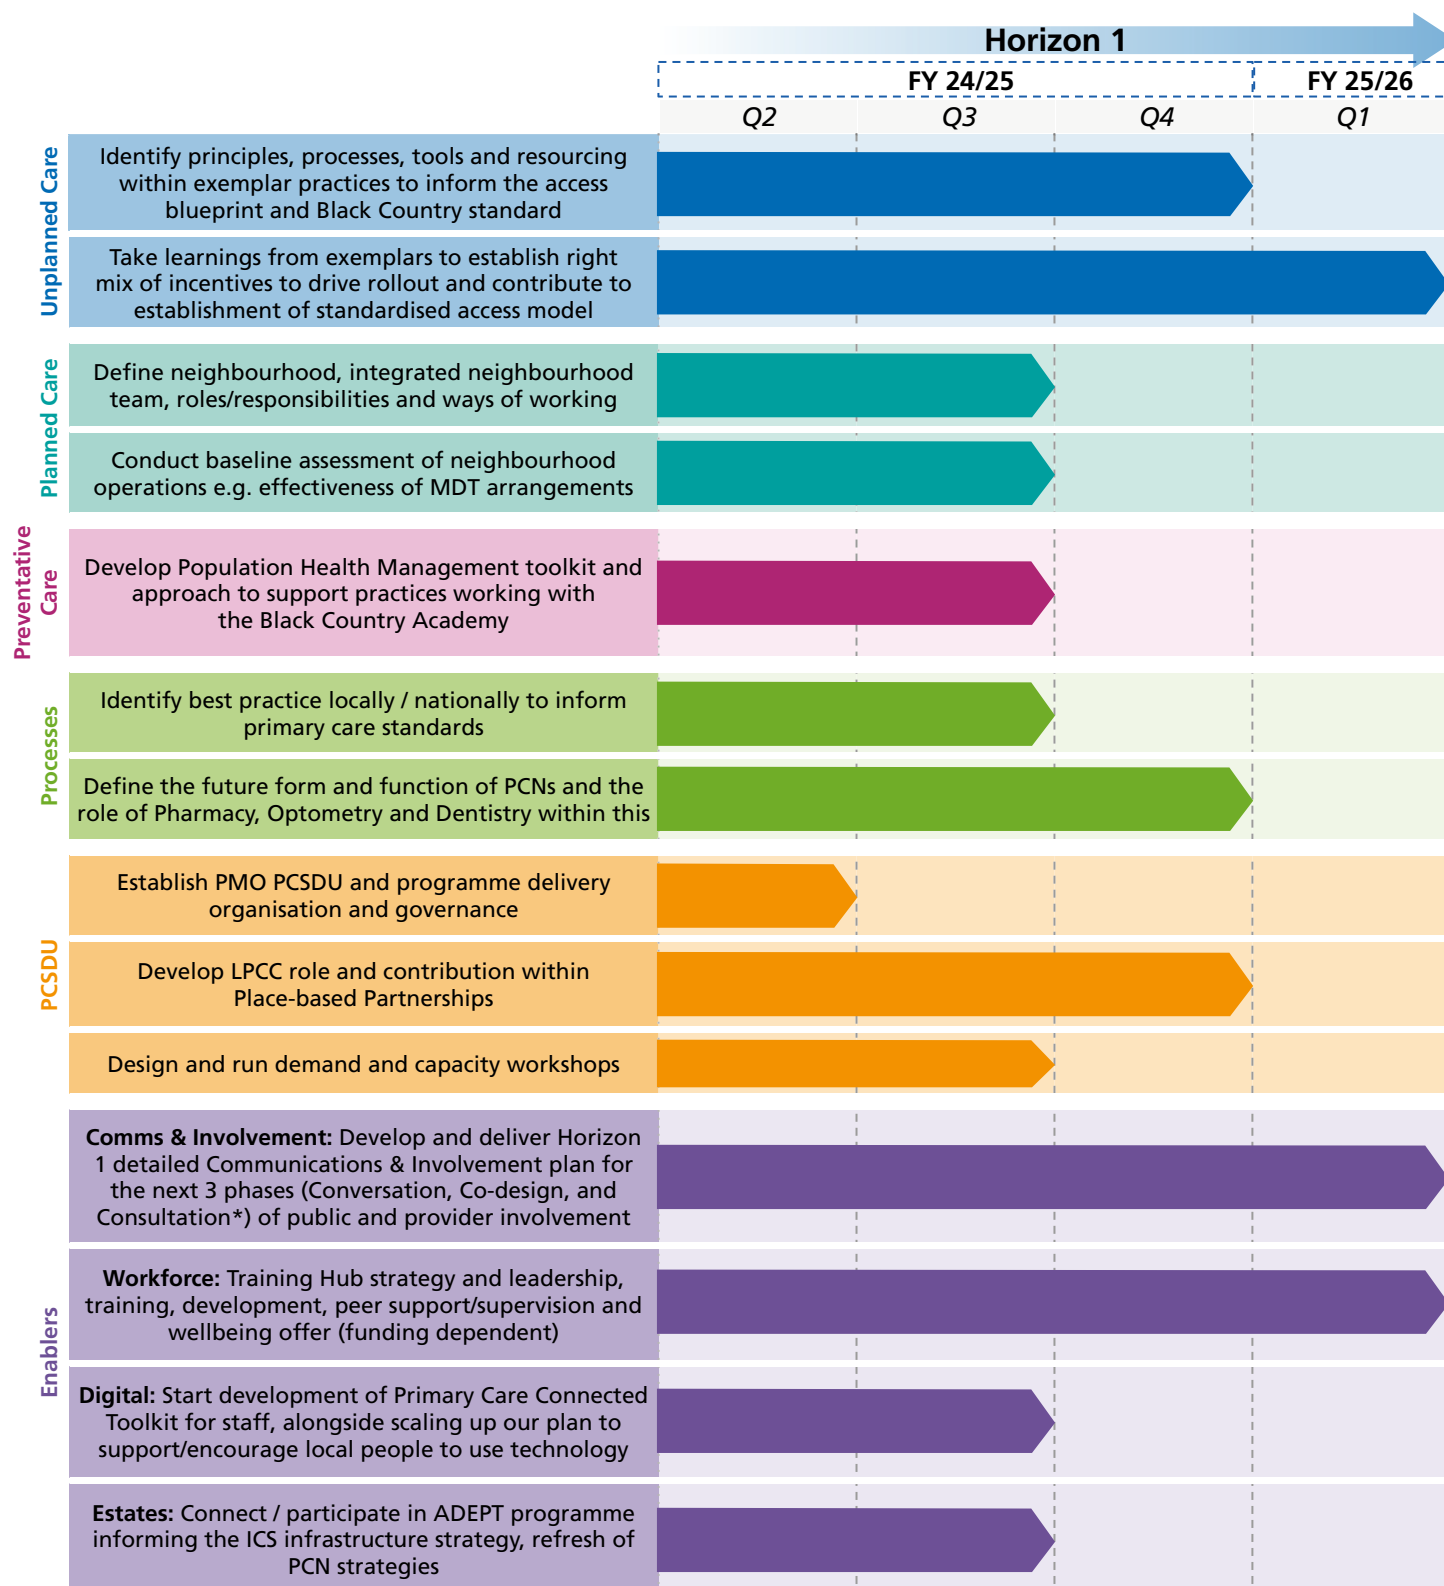 Horizon 1
FY 24/25
FY 25/26
Q2
Q3
Q4
Q1
Unplanned Care
Identify principles, processes, tools and resourcing
within exemplar practices to inform the access
blueprint and Black Country standard
Take learnings from exemplars to establish right
mix of incentives to drive rollout and contribute to
establishment of standardised access model
Planned Care
Define neighbourhood, integrated neighbourhood
team, roles/responsibilities and ways of working
Conduct baseline assessment of neighbourhood
operations e.g. effectiveness of MDT arrangements
Preventative
Care
Develop Population Health Management toolkit and
approach to support practices working with
the Black Country Academy
Processes
Identify best practice locally / nationally to inform
primary care standards
Define the future form and function of PCNs and the
role of Pharmacy, Optometry and Dentistry within this
PCSDU
Establish PMO PCSDU and programme delivery
organisation and governance
Develop LPCC role and contribution within
Place-based Partnerships
Design and run demand and capacity workshops
Enablers
Comms & Involvement: Develop and deliver Horizon
1 detailed Communications & Involvement plan for
the next 3 phases (Conversation, Co-design, and
Consultation*) of public and provider involvement
Workforce: Training Hub strategy and leadership,
training, development, peer support/supervision and
wellbeing offer (funding dependent)
Digital: Start development of Primary Care Connected
Toolkit for staff, alongside scaling up our plan to
support/encourage local people to use technology
Estates: Connect / participate in ADEPT programme
informing the ICS infrastructure strategy, refresh of
PCN strategies